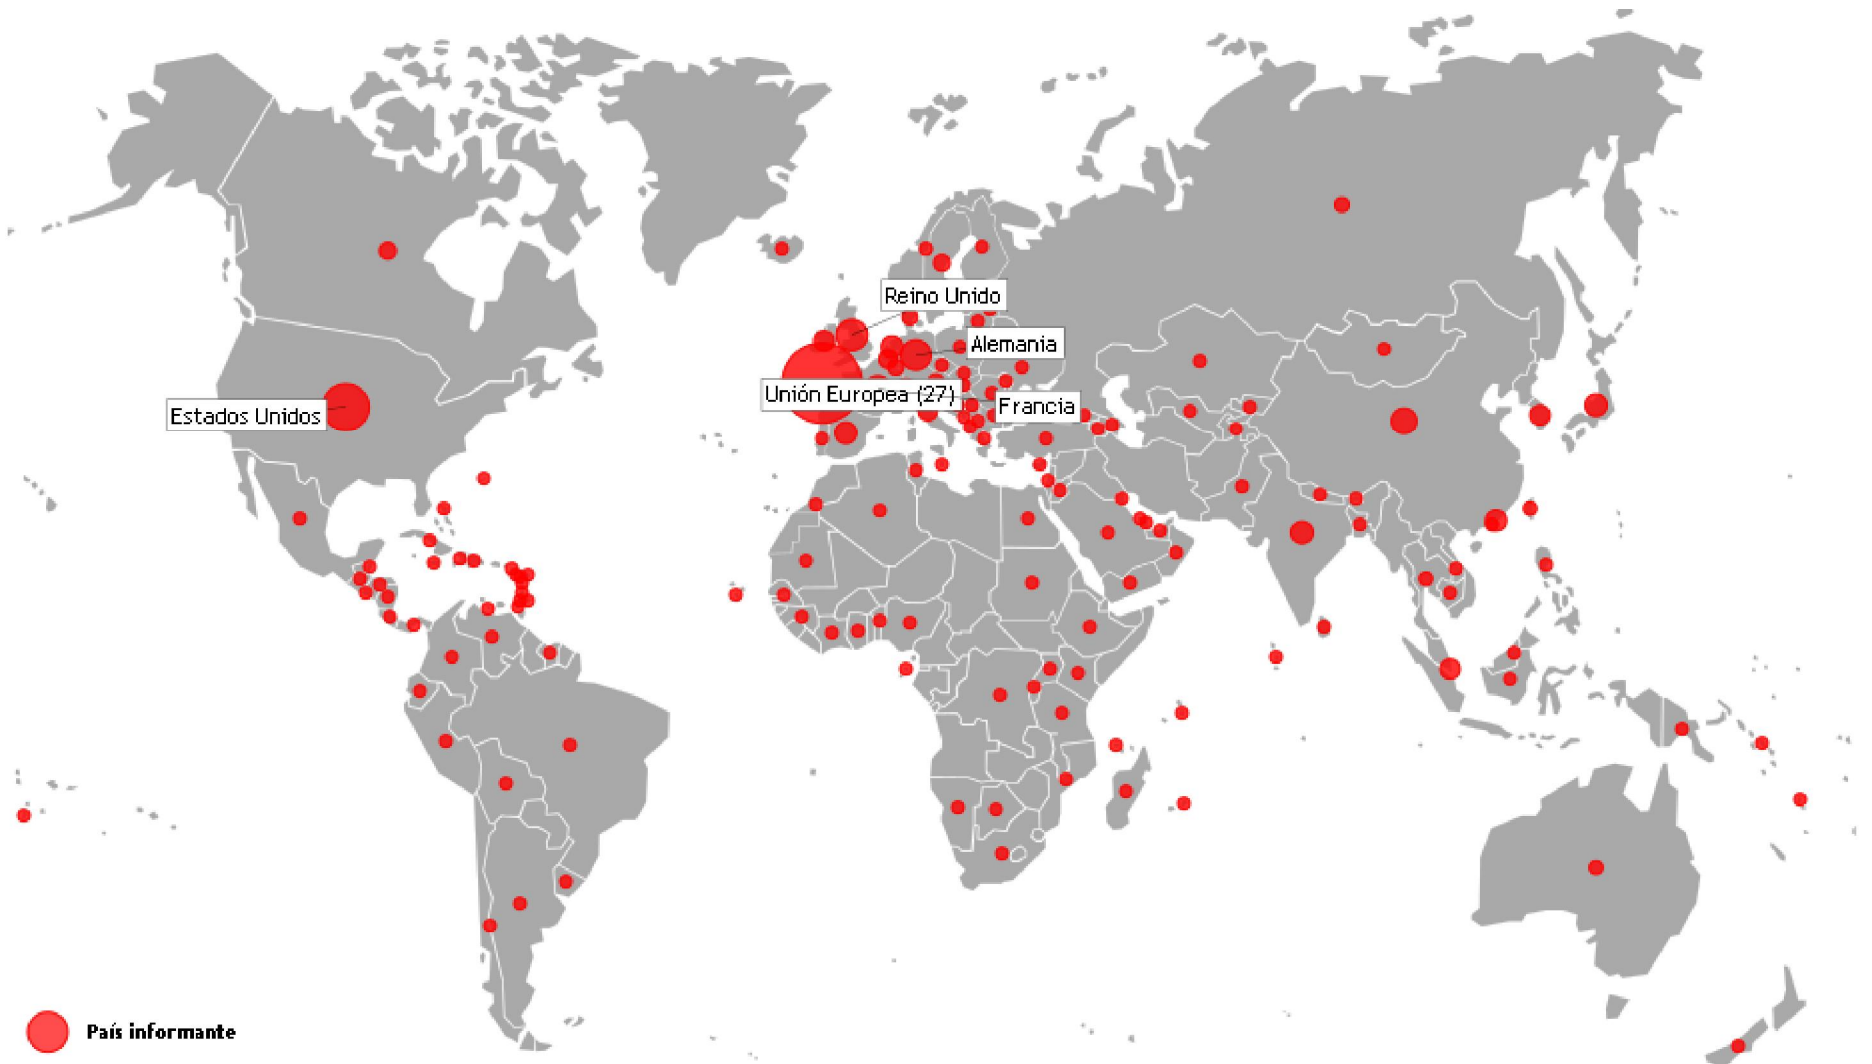 Reino Unido
Alemania
Unión Europea (27)
Francia
Estados Unidos
País informante